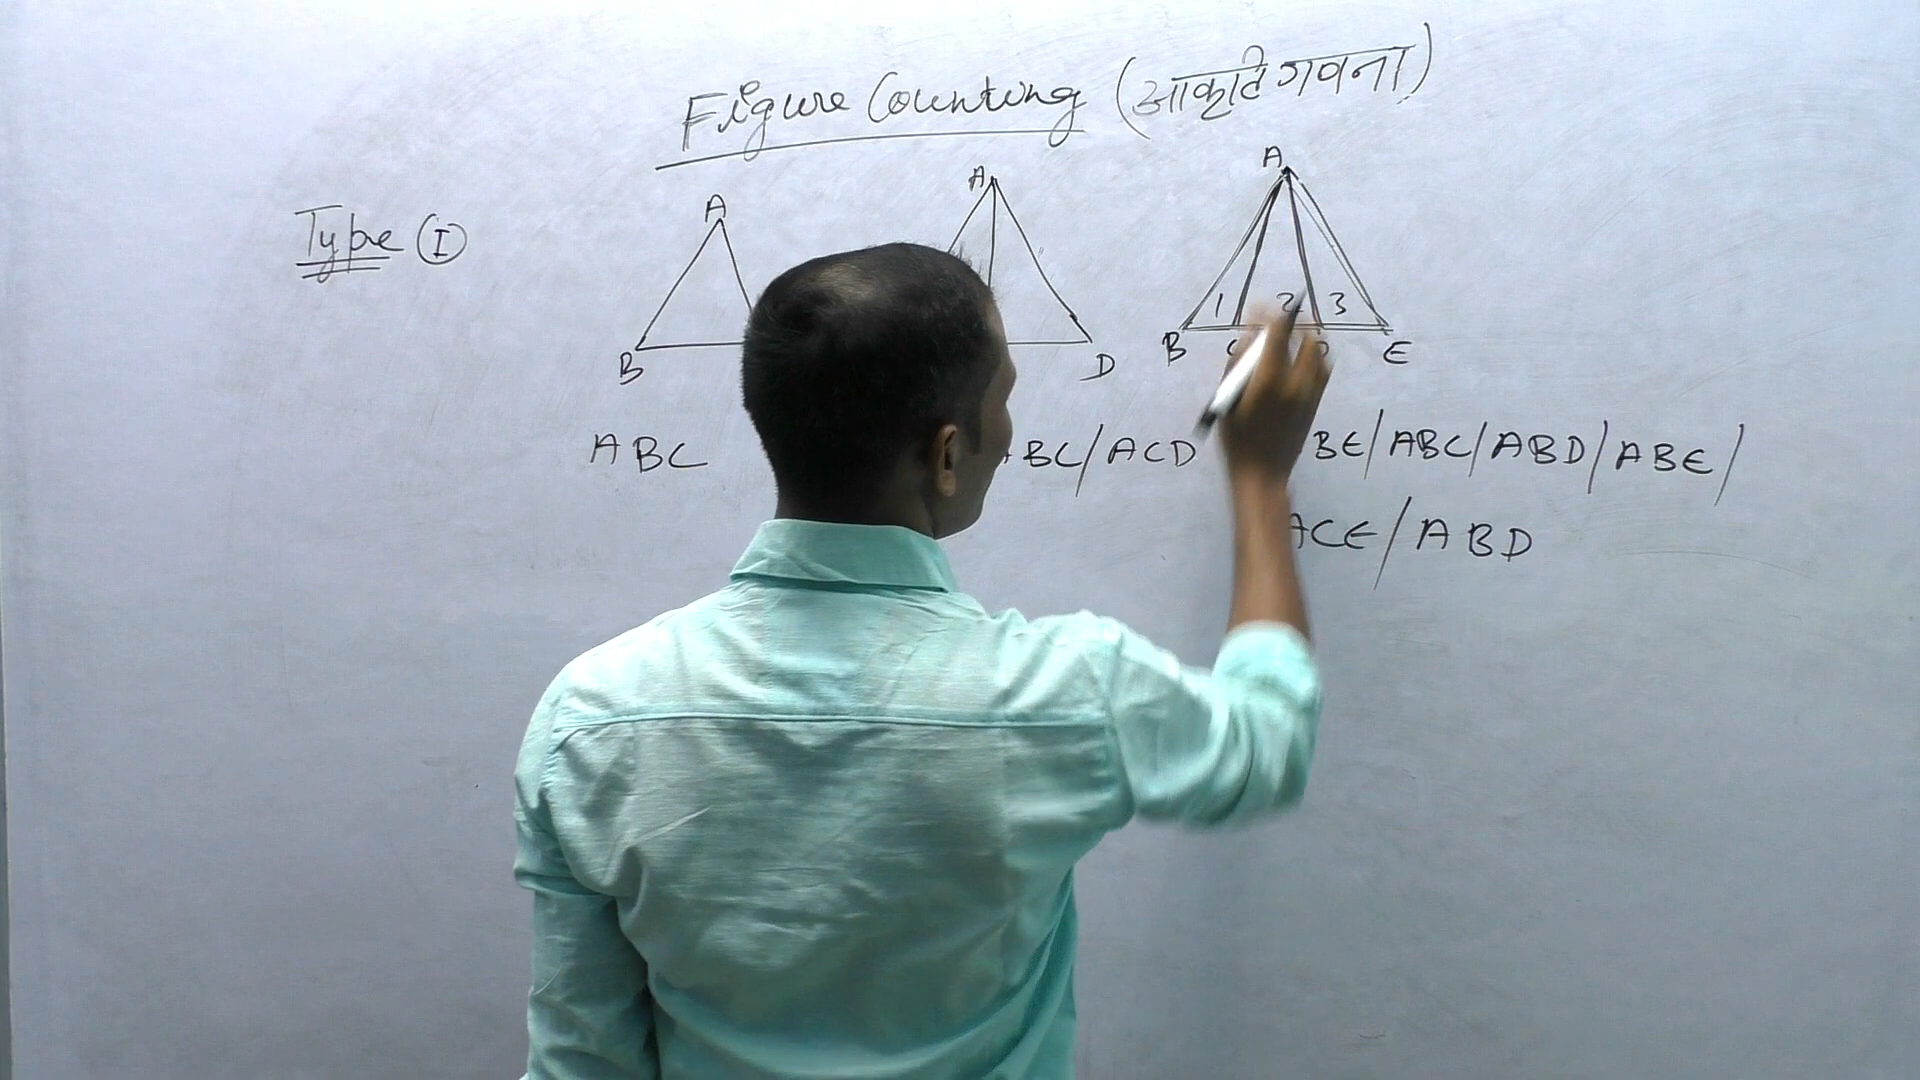 Figure Counting (आकृति गणना)
Type I
A
A
A
1 2 3
B
D
B C E
ABC
BC/ACD
BE/ABC/ABD/ABE/
ACE/ABD